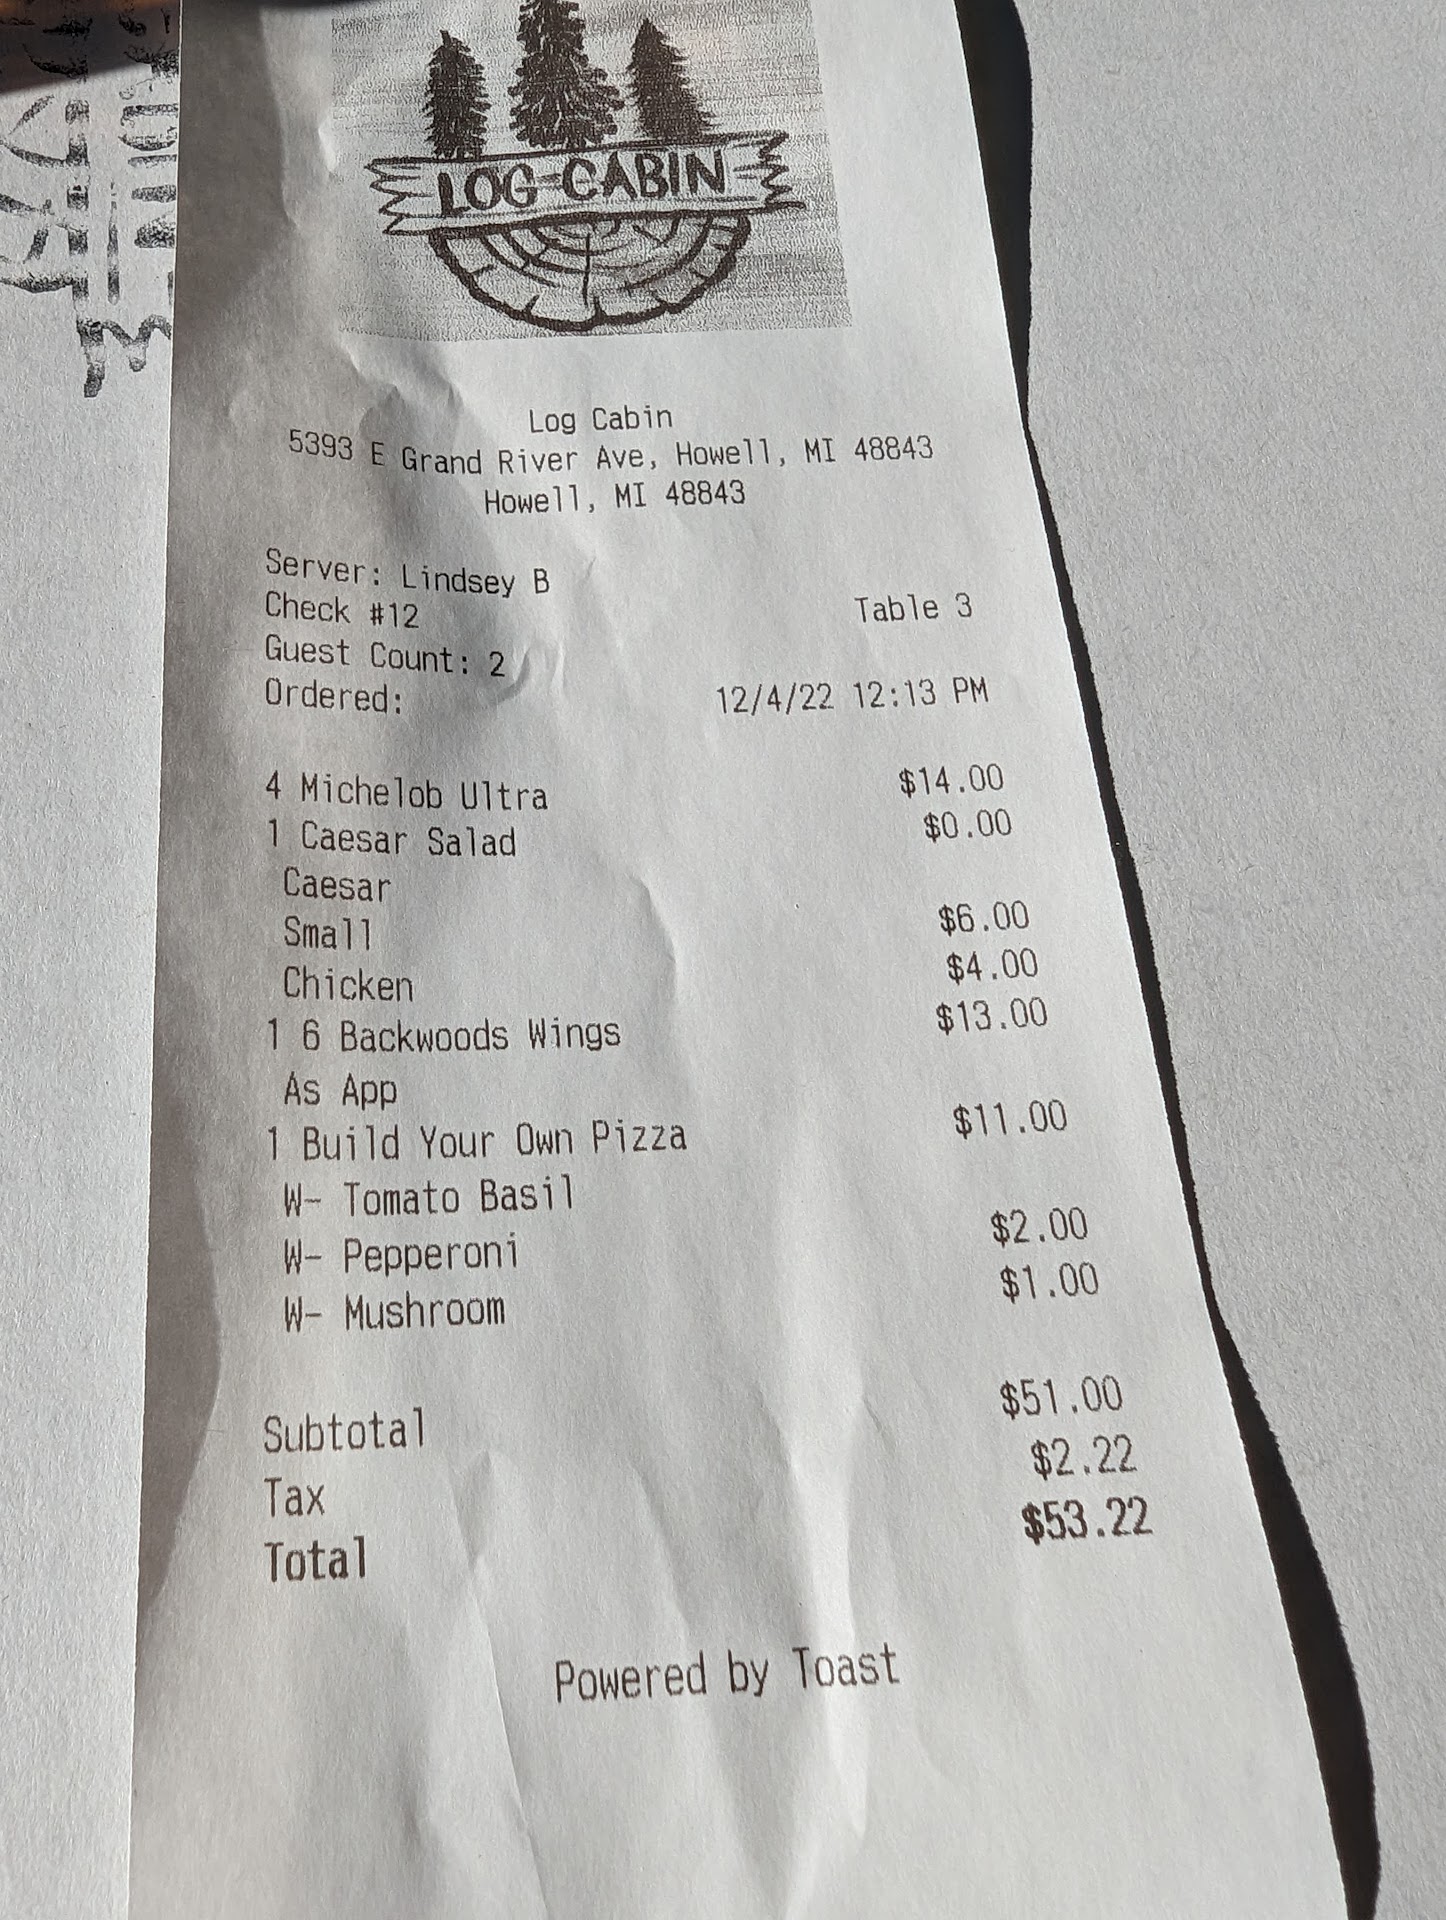 LOG CABIN
Log Cabin
5393 E Grand River Ave, Howell, MI 48843
Howell, MI 48843
Server: Lindsey B
Check #12 Table 3
Guest Count: 2
Ordered: 12/4/22 12:13 PM
4 Michelob Ultra $14.00
1 Caesar Salad $0.00
Caesar
Small $6.00
Chicken $4.00
1 6 Backwoods Wings $13.00
As App
1 Build Your Own Pizza $11.00
W- Tomato Basil
W- Pepperoni $2.00
W- Mushroom $1.00
Subtotal $51.00
Tax $2.22
Total $53.22
Powered by Toast